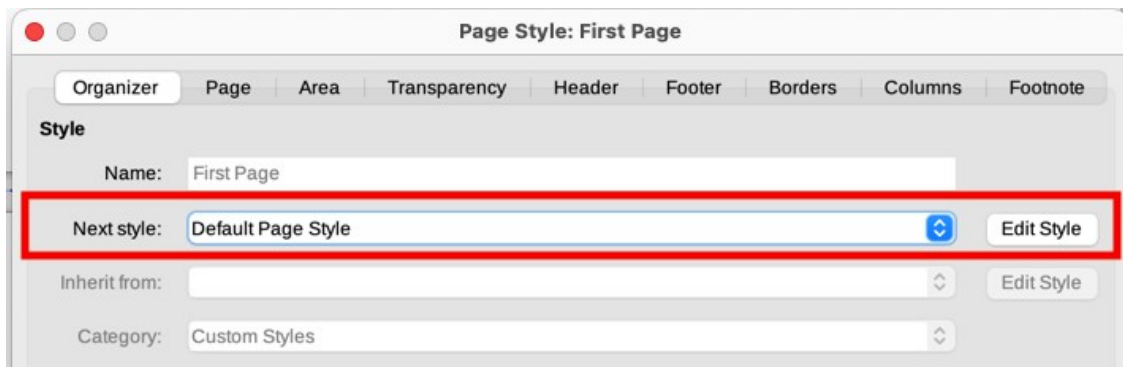 Page Style: First Page
Organizer Page Area Transparency Header Footer Borders Columns Footnote
Style
Name: First Page
Next style: Default Page Style Edit Style
Inherit from: Edit Style
Category: Custom Styles